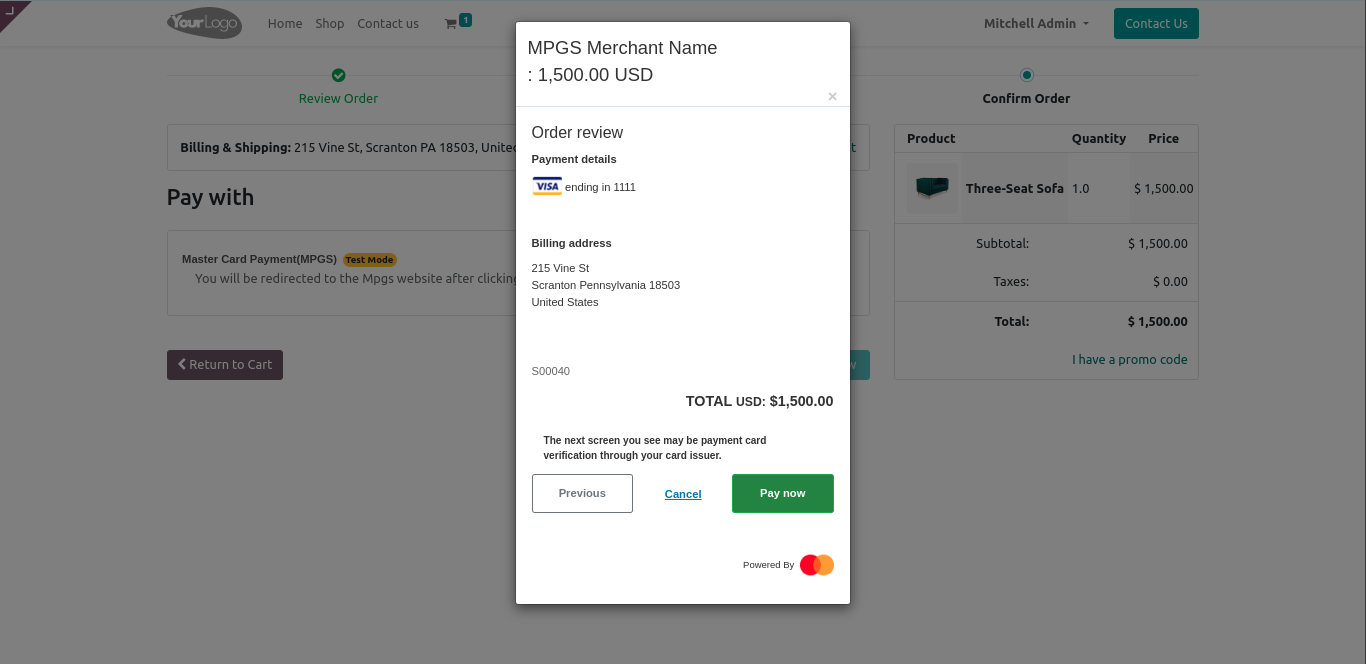 YourLogo
Home Shop Contact us 1
Mitchell Admin
Contact Us
Review Order
Confirm Order
Billing & Shipping: 215 Vine St, Scranton PA 18503,
Pay with
Master Card Payment(MPGS) Test Mode
You will be redirected to the Mpgs website after
Return to Cart
MPGS Merchant Name
: 1,500.00 USD
×
Order review
Payment details
VISA ending in 1111
Billing address
215 Vine St
Scranton Pennsylvania 18503
United States
S00040
TOTAL USD: $1,500.00
The next screen you see may be payment card
verification through your card issuer.
Previous Cancel Pay now
Powered By
Product Quantity Price
Three-Seat Sofa 1.0 $ 1,500.00
Subtotal: $ 1,500.00
Taxes: $ 0.00
Total: $ 1,500.00
I have a promo code